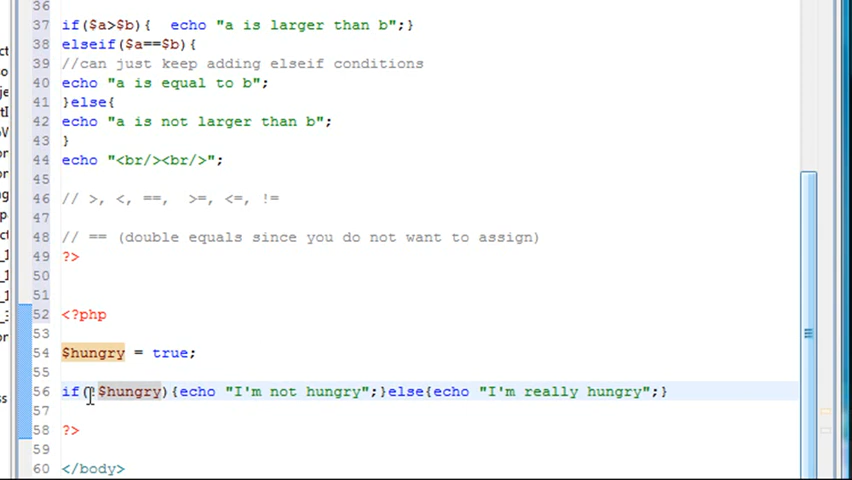 36
37 if($a>$b){  echo "a is larger than b";}
38 elseif($a==$b){
39 //can just keep adding elseif conditions
40 echo "a is equal to b";
41 }else{
42 echo "a is not larger than b";
43 }
44 echo "<br/><br/>";
45
46 // >, <, ==,  >=, <=, !=
47
48 // == (double equals since you do not want to assign)
49 ?>
50
51
52 <?php
53
54 $hungry = true;
55
56 if( $hungry){echo "I'm not hungry";}else{echo "I'm really hungry";}
57
58 ?>
59
60 </body>